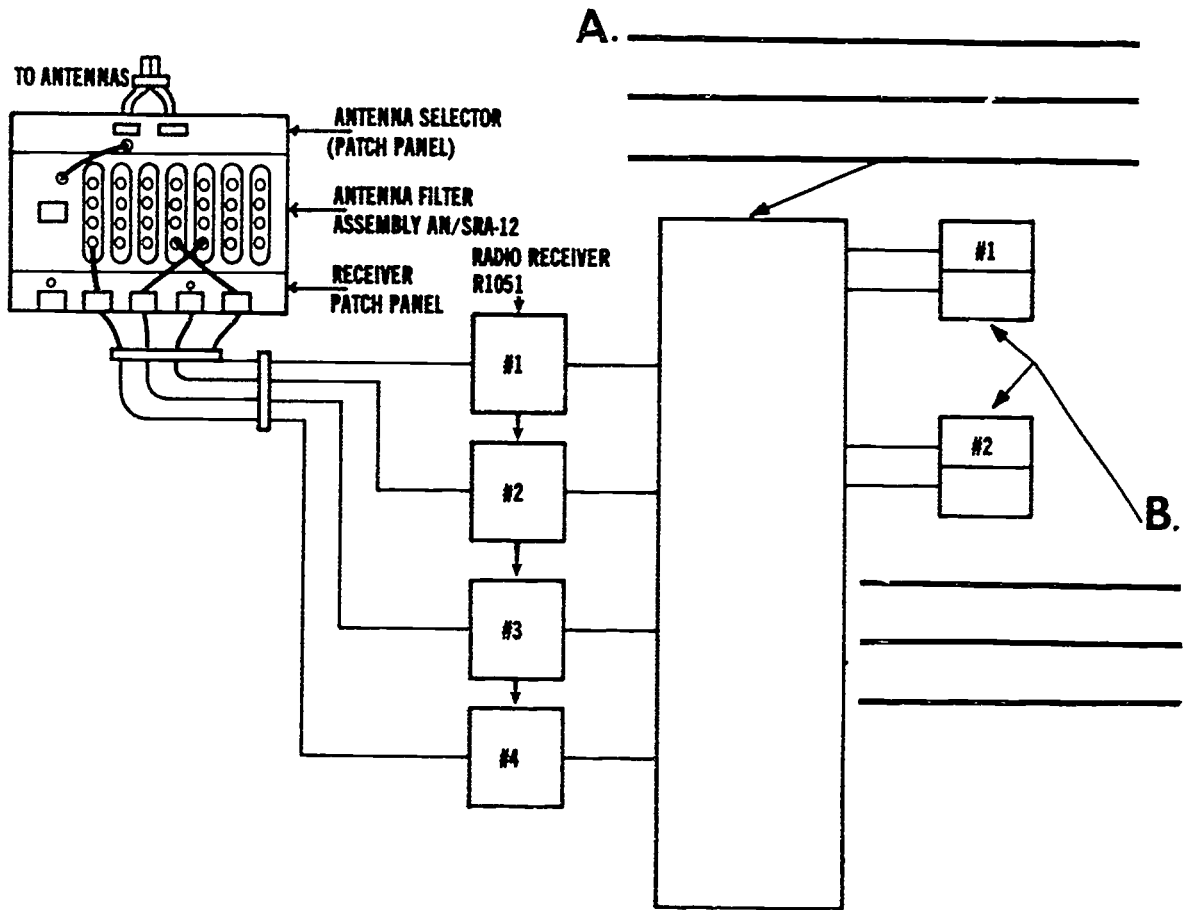 A.
TO ANTENNAS
ANTENNA SELECTOR
(PATCH PANEL)
ANTENNA FILTER
ASSEMBLY AN/SRA-12
RADIO RECEIVER
R1051
RECEIVER
PATCH PANEL
#1
#2
#3
#4
#1
#2
B.